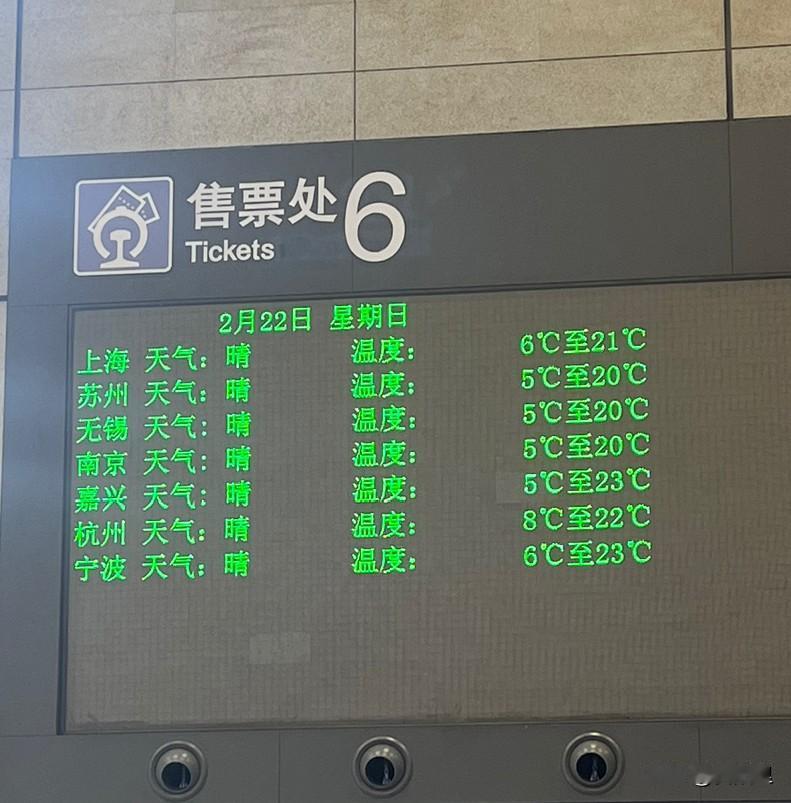 售票处 6
Tickets
2月22日 星期日
上海 天气：晴 温度： 6℃至21℃
苏州 天气：晴 温度： 5℃至20℃
无锡 天气：晴 温度： 5℃至20℃
南京 天气：晴 温度： 5℃至20℃
嘉兴 天气：晴 温度： 5℃至23℃
杭州 天气：晴 温度： 8℃至22℃
宁波 天气：晴 温度： 6℃至23℃